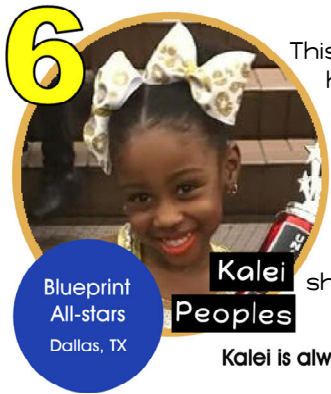 6
This
h
Blueprint
All-stars
Dallas, TX
Kalei
Peoples
sh
Kalei is alw